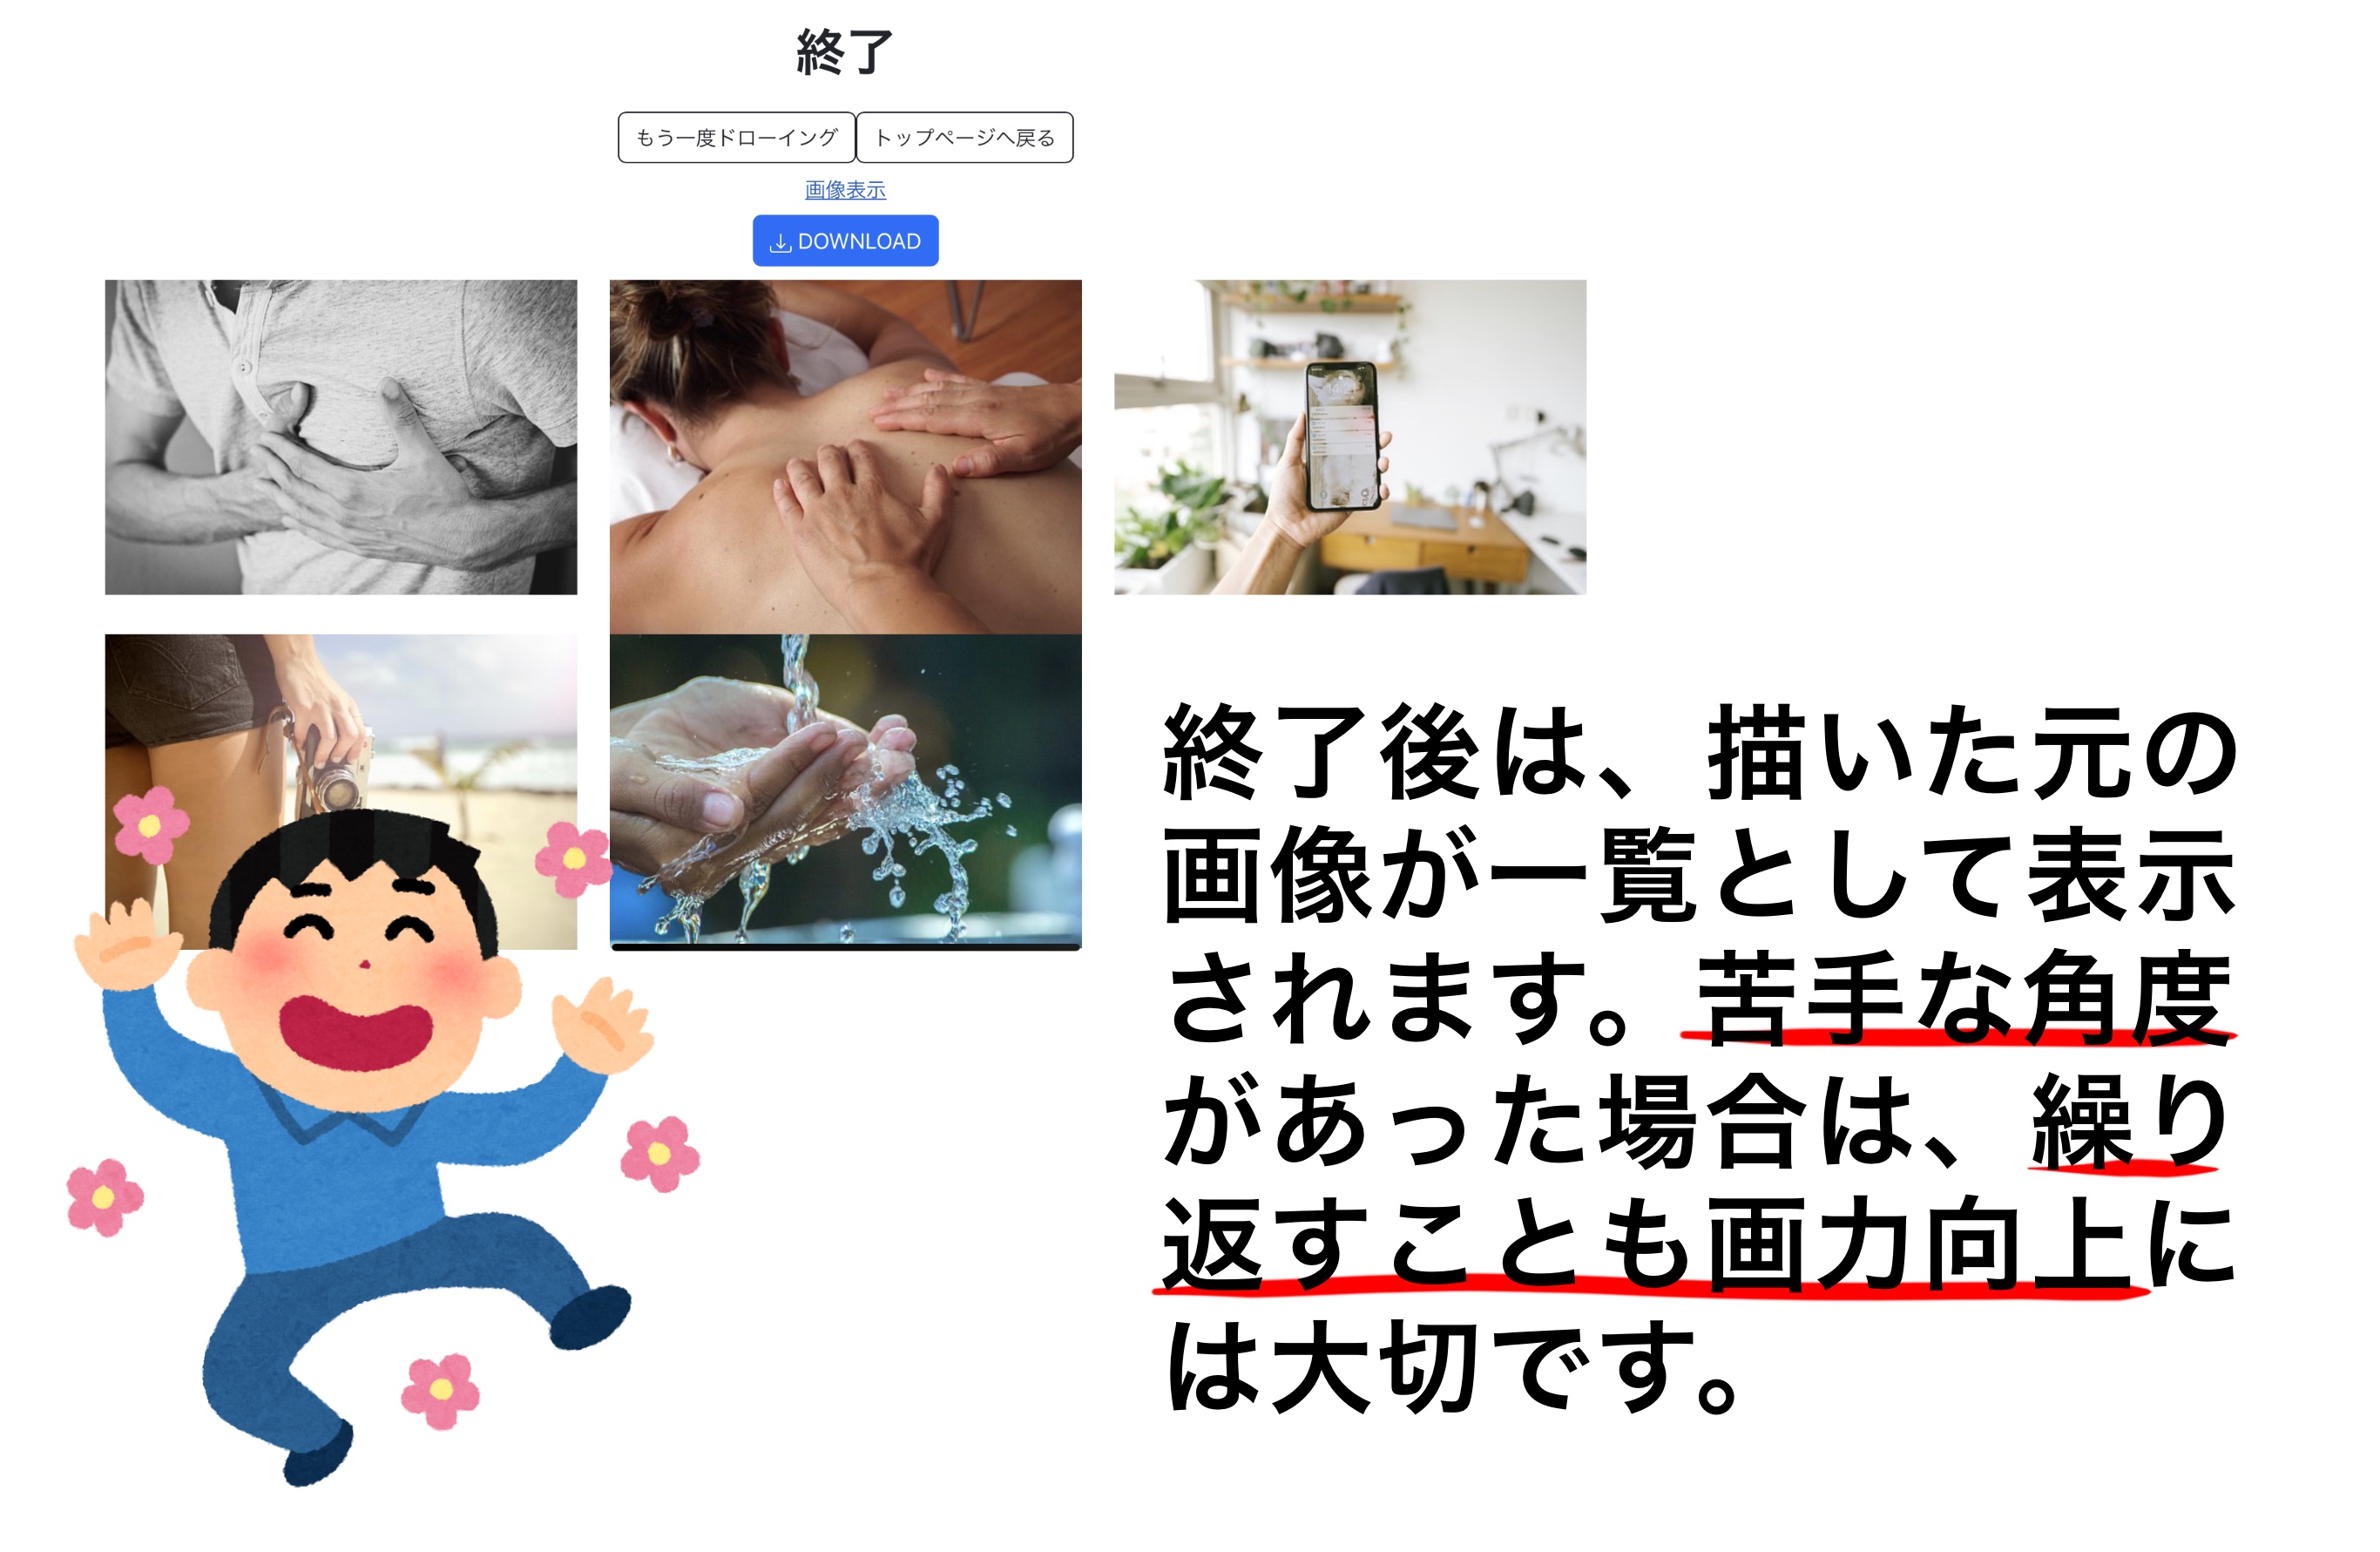 終了
もう一度ドローイング
トップページへ戻る
画像表示
DOWNLOAD
終了後は、描いた元の
画像が一覧として表示
されます。苦手な角度
があった場合は、繰り
返すことも画力向上に
は大切です。